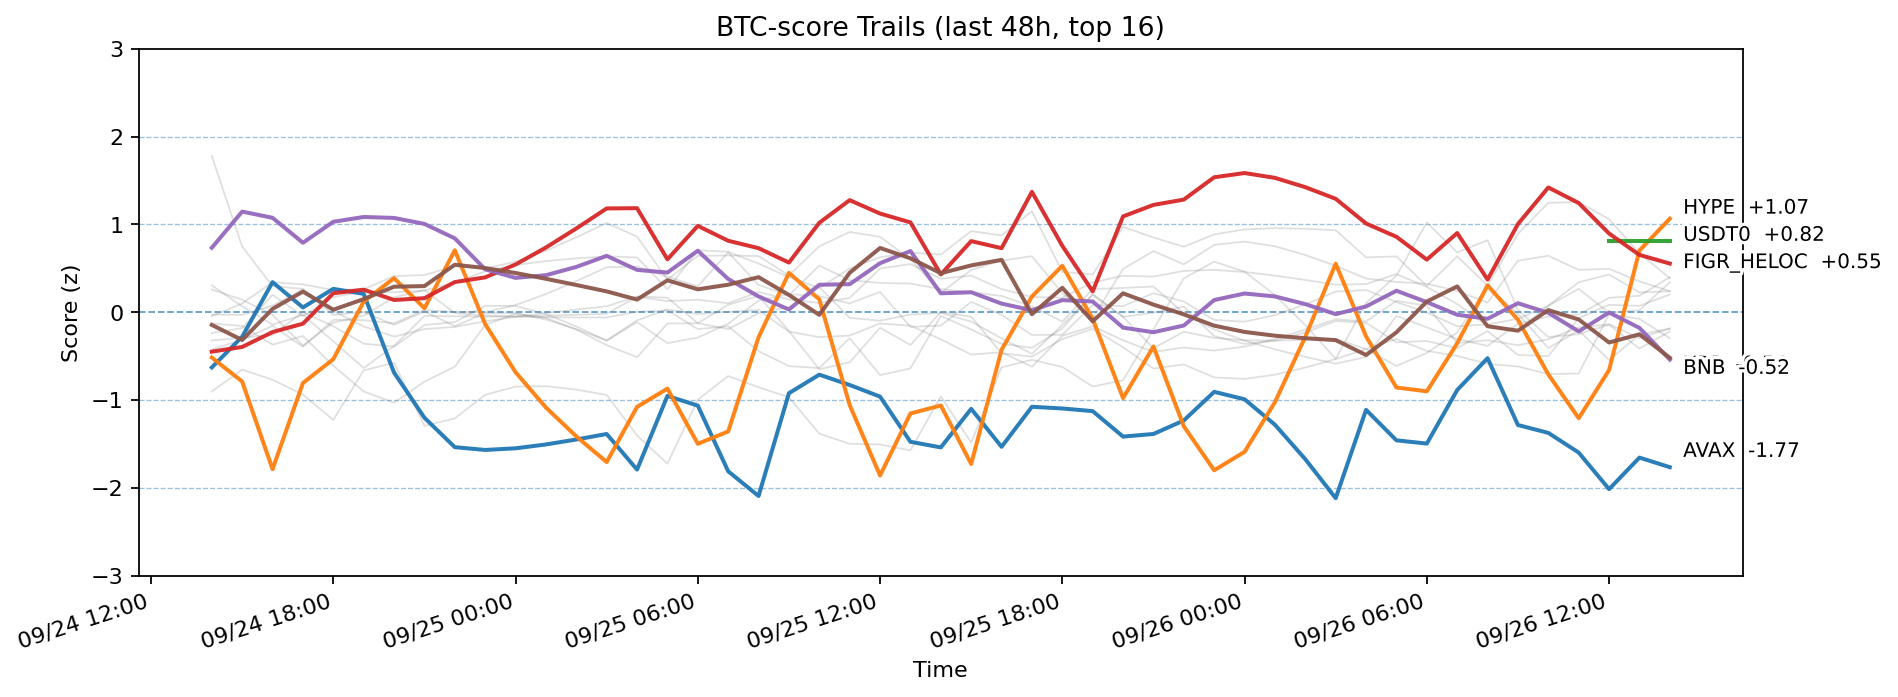 BTC-score Trails (last 48h, top 16)
Score (z)
3
2
1
0
−1
−2
−3
HYPE +1.07
USDT0 +0.82
FIGR_HELOC +0.55
BNB -0.52
AVAX -1.77
09/24 12:00
09/24 18:00
09/25 00:00
09/25 06:00
09/25 12:00
09/25 18:00
09/26 00:00
09/26 06:00
09/26 12:00
Time